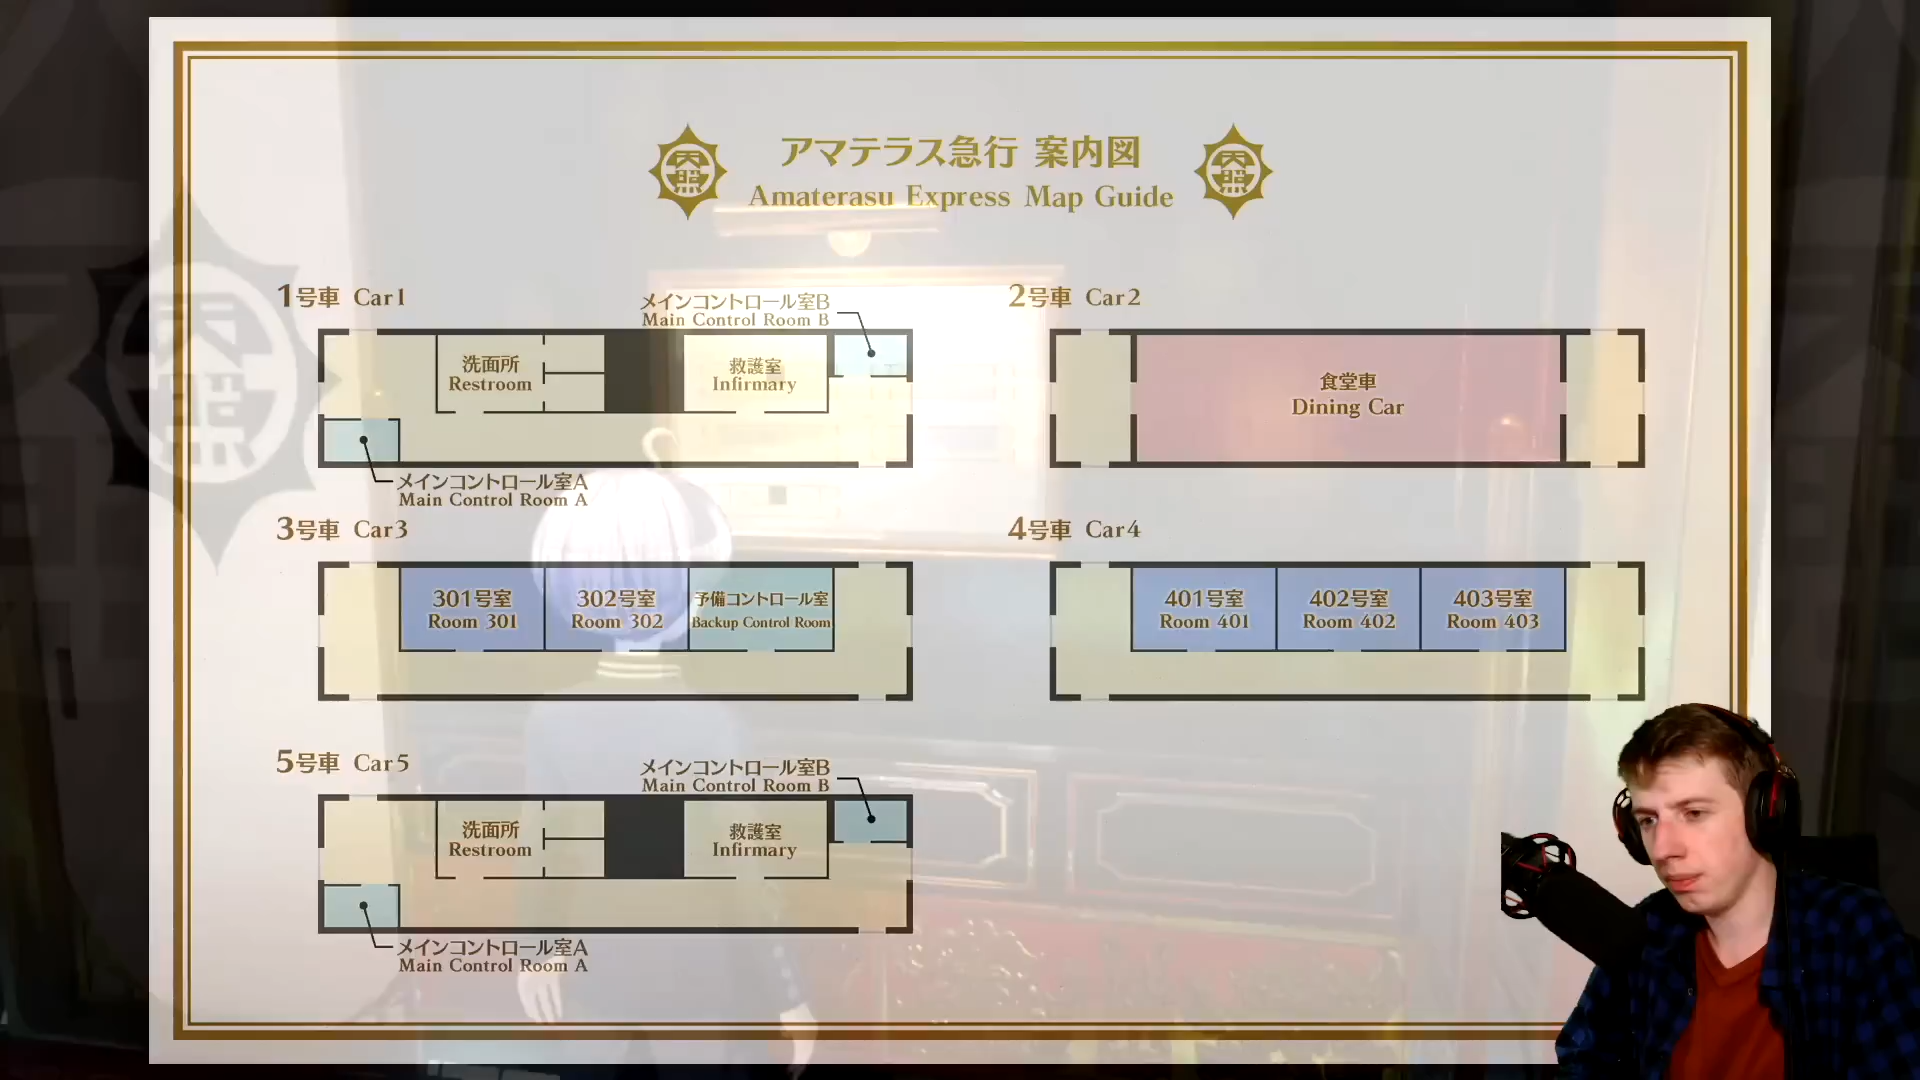 アマテラス急行 案内図
Amaterasu Express Map Guide
天照
天照
1号車 Car1
メインコントロール室B
Main Control Room B
洗面所
Restroom
救護室
Infirmary
メインコントロール室A
Main Control Room A
2号車 Car2
食堂車
Dining Car
3号車 Car3
301号室
Room 301
302号室
Room 302
予備コントロール室
Backup Control Room
4号車 Car4
401号室
Room 401
402号室
Room 402
403号室
Room 403
5号車 Car5
メインコントロール室B
Main Control Room B
洗面所
Restroom
救護室
Infirmary
メインコントロール室A
Main Control Room A
天照